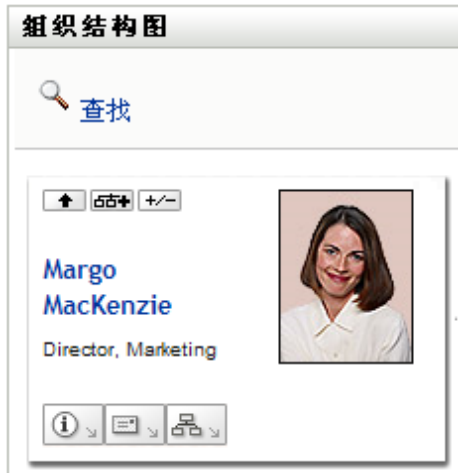 组织结构图
查找
+/-
Margo
MacKenzie
Director, Marketing